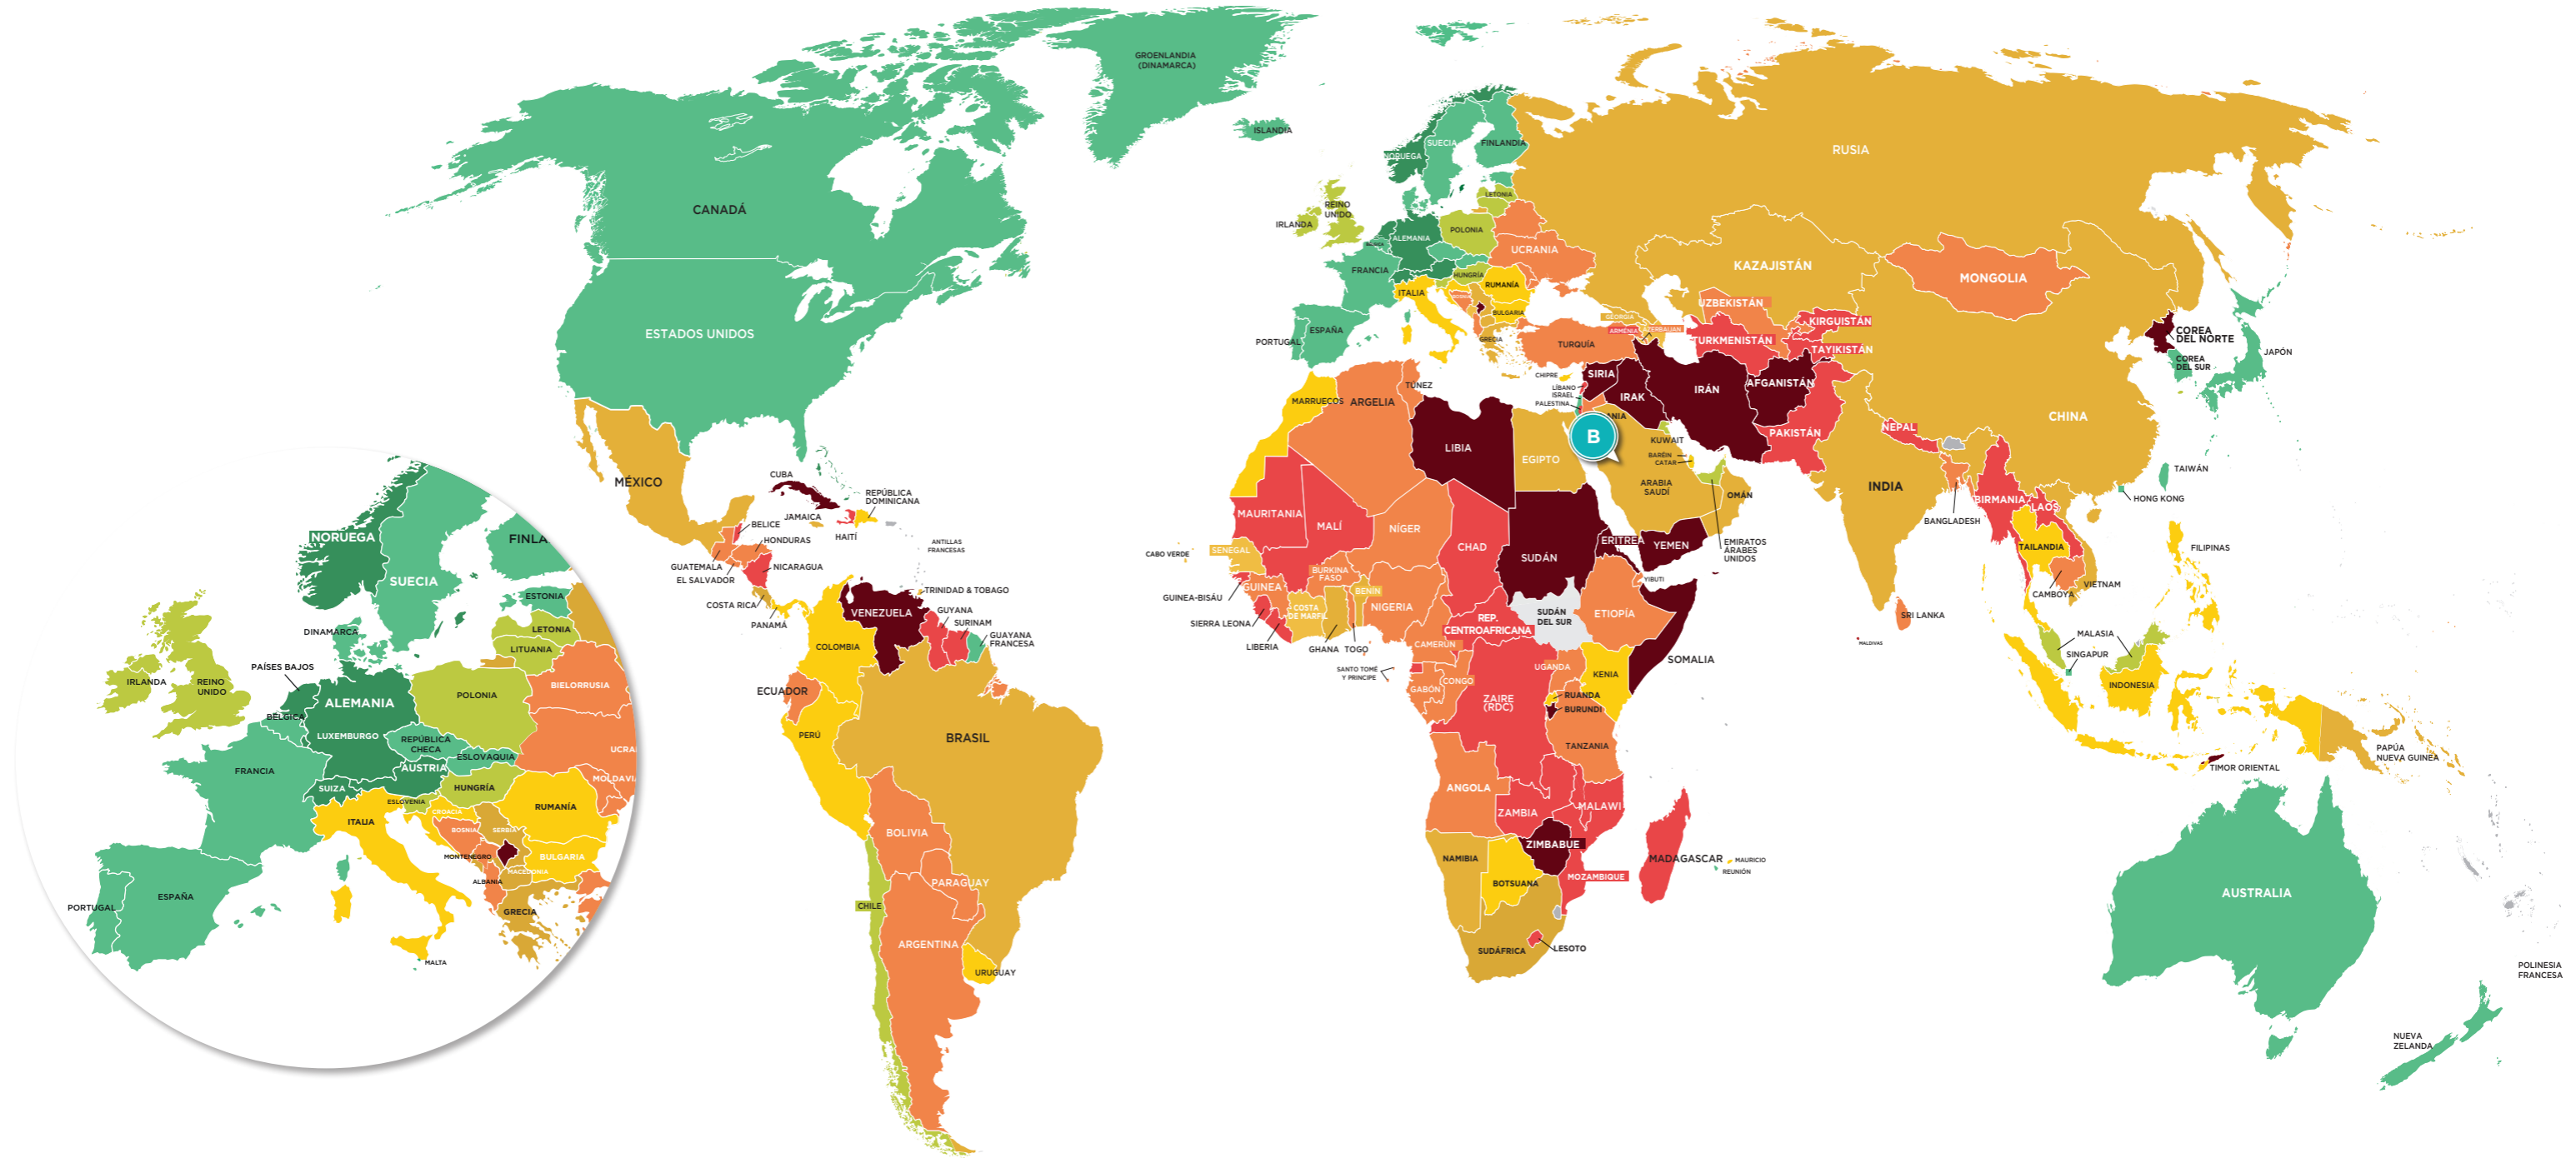 GROENLANDIA
(DINAMARCA)
ISLANDIA
CANADÁ
ESTADOS UNIDOS
MÉXICO
CUBA
REPÚBLICA
DOMINICANA
JAMAICA
HAITÍ
BELICE
HONDURAS
GUATEMALA
EL SALVADOR
NICARAGUA
COSTA RICA
PANAMÁ
ANTILLAS
FRANCESAS
TRINIDAD & TOBAGO
VENEZUELA
GUYANA
SURINAM
GUAYANA
FRANCESA
COLOMBIA
ECUADOR
PERÚ
BRASIL
BOLIVIA
PARAGUAY
CHILE
ARGENTINA
URUGUAY
NORUEGA
SUECIA
FINLA
ESTONIA
LETONIA
LITUANIA
DINAMARCA
PAÍSES BAJOS
IRLANDA
REINO
UNIDO
BÉLGICA
ALEMANIA
POLONIA
BIELORRUSIA
LUXEMBURGO
REPÚBLICA
CHECA
ESLOVAQUIA
UCRA
FRANCIA
AUSTRIA
MOLDAVI
SUIZA
HUNGRÍA
ESLOVENIA
CROACIA
RUMANÍA
ITALIA
BOSNIA
SERBIA
MONTENEGRO
BULGARIA
MACEDONIA
ALBANIA
GRECIA
ESPAÑA
PORTUGAL
MALTA
NORUEGA
SUECIA
FINLANDIA
RUSIA
LETONIA
REINO
UNIDO
IRLANDA
ALEMANIA
POLONIA
UCRANIA
FRANCIA
HUNGRÍA
RUMANÍA
ITALIA
BULGARIA
ESPAÑA
PORTUGAL
GRECIA
TURQUÍA
GEORGIA
ARMENIA
AZERBAIJAN
KAZAJISTÁN
MONGOLIA
UZBEKISTÁN
KIRGUISTÁN
TURKMENISTÁN
TAYIKISTÁN
COREA
DEL NORTE
COREA
DEL SUR
JAPÓN
CHINA
CHIPRE
SIRIA
LÍBANO
ISRAEL
PALESTINA
IRAK
IRÁN
AFGANISTÁN
PAKISTÁN
NEPAL
ANIA
B
KUWAIT
BARÉIN
CATAR
ARABIA
SAUDÍ
OMÁN
EMIRATOS
ÁRABES
UNIDOS
YEMEN
INDIA
BANGLADESH
BIRMANIA
LAOS
TAIWÁN
HONG KONG
TAILANDIA
VIETNAM
CAMBOYA
FILIPINAS
SRI LANKA
MALDIVAS
MALASIA
SINGAPUR
INDONESIA
PAPÚA
NUEVA GUINEA
TIMOR ORIENTAL
AUSTRALIA
NUEVA
ZELANDA
POLINESIA
FRANCESA
MARRUECOS
ARGELIA
TÚNEZ
LIBIA
EGIPTO
MAURITANIA
MALÍ
NÍGER
CHAD
SUDÁN
ERITREA
YIBUTI
CABO VERDE
SENEGAL
GUINEA-BISÁU
GUINEA
BURKINA
FASO
BENÍN
SIERRA LEONA
LIBERIA
COSTA
DE MARFIL
GHANA
TOGO
NIGERIA
CAMERÚN
REP.
CENTROAFRICANA
SUDÁN
DEL SUR
ETIOPÍA
SOMALIA
SANTO TOMÉ
Y PRINCIPE
GABÓN
CONGO
ZAIRE
(RDC)
UGANDA
KENIA
RUANDA
BURUNDI
TANZANIA
ANGOLA
ZAMBIA
MALAWI
ZIMBABUE
MOZAMBIQUE
NAMIBIA
BOTSUANA
SUDÁFRICA
LESOTO
MADAGASCAR
MAURICIO
REUNIÓN